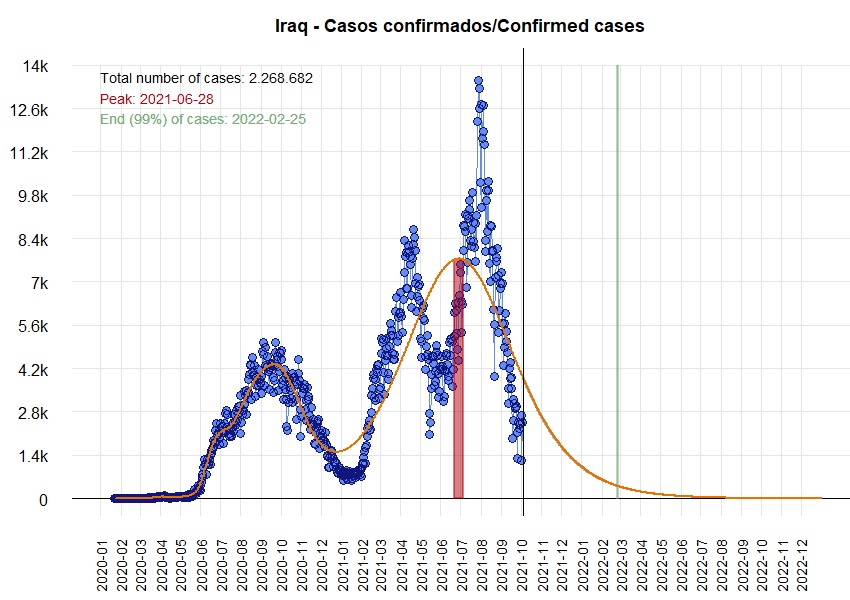 Iraq - Casos confirmados/Confirmed cases
Total number of cases: 2.268.682
Peak: 2021-06-28
End (99%) of cases: 2022-02-25
14k
12.6k
11.2k
9.8k
8.4k
7k
5.6k
4.2k
2.8k
1.4k
0
2020-01
2020-02
2020-03
2020-04
2020-05
2020-06
2020-07
2020-08
2020-09
2020-10
2020-11
2020-12
2021-01
2021-02
2021-03
2021-04
2021-05
2021-06
2021-07
2021-08
2021-09
2021-10
2021-11
2021-12
2022-01
2022-02
2022-03
2022-04
2022-05
2022-06
2022-07
2022-08
2022-09
2022-10
2022-11
2022-12